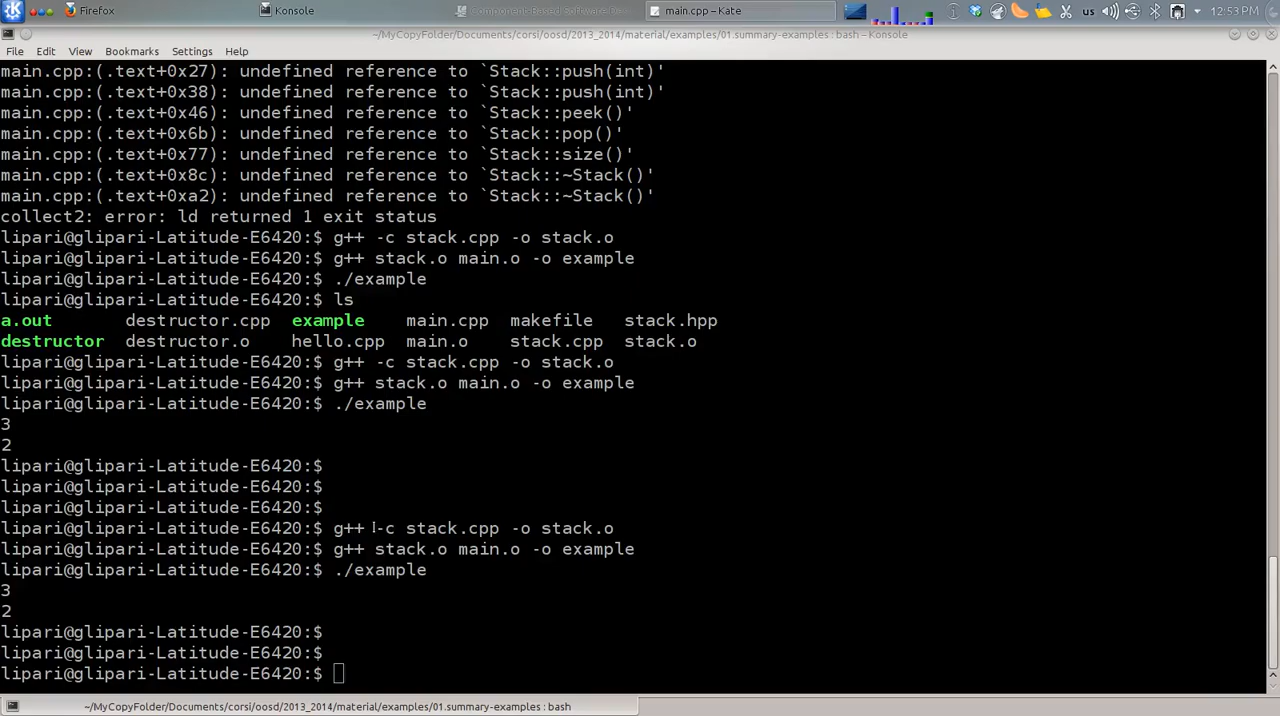 Firefox Konsole Components-Based Software De main.cpp – Kate us 12:53 PM
~/MyCopyFolder/Documents/corsi/oosd/2013_2014/material/examples/01.summary-examples : bash – Konsole
File Edit View Bookmarks Settings Help
main.cpp:(.text+0x27): undefined reference to `Stack::push(int)'
main.cpp:(.text+0x38): undefined reference to `Stack::push(int)'
main.cpp:(.text+0x46): undefined reference to `Stack::peek()'
main.cpp:(.text+0x6b): undefined reference to `Stack::pop()'
main.cpp:(.text+0x77): undefined reference to `Stack::size()'
main.cpp:(.text+0x8c): undefined reference to `Stack::~Stack()'
main.cpp:(.text+0xa2): undefined reference to `Stack::~Stack()'
collect2: error: ld returned 1 exit status
lipari@glipari-Latitude-E6420:$ g++ -c stack.cpp -o stack.o
lipari@glipari-Latitude-E6420:$ g++ stack.o main.o -o example
lipari@glipari-Latitude-E6420:$ ./example
lipari@glipari-Latitude-E6420:$ ls
a.out destructor.cpp example main.cpp makefile stack.hpp
destructor destructor.o hello.cpp main.o stack.cpp stack.o
lipari@glipari-Latitude-E6420:$ g++ -c stack.cpp -o stack.o
lipari@glipari-Latitude-E6420:$ g++ stack.o main.o -o example
lipari@glipari-Latitude-E6420:$ ./example
3
2
lipari@glipari-Latitude-E6420:$
lipari@glipari-Latitude-E6420:$
lipari@glipari-Latitude-E6420:$
lipari@glipari-Latitude-E6420:$ g++ -c stack.cpp -o stack.o
lipari@glipari-Latitude-E6420:$ g++ stack.o main.o -o example
lipari@glipari-Latitude-E6420:$ ./example
3
2
lipari@glipari-Latitude-E6420:$
lipari@glipari-Latitude-E6420:$
lipari@glipari-Latitude-E6420:$
~/MyCopyFolder/Documents/corsi/oosd/2013_2014/material/examples/01.summary-examples : bash